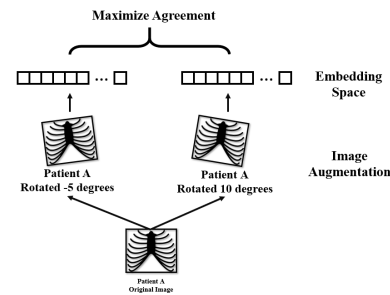 Maximize Agreement
...
...
Embedding
Space
Patient A
Rotated -5 degrees
Patient A
Rotated 10 degrees
Image
Augmentation
Patient A
Original Image